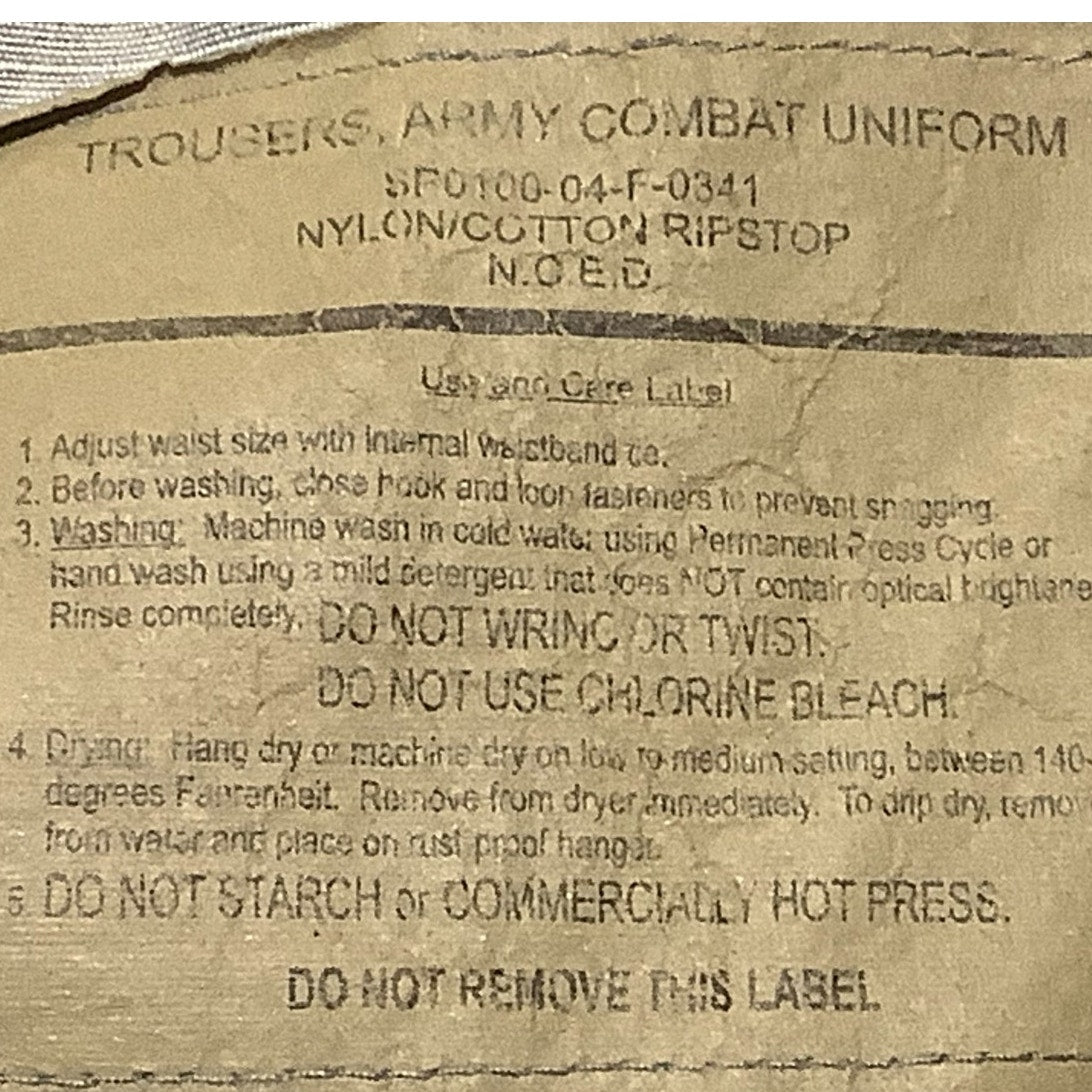 TROUSERS, ARMY COMBAT UNIFORM
SP0100-04-F-0341
NYLON/COTTON RIPSTOP
N.C.E.D.
Use and Care Label
1. Adjust waist size with internal waistband tie.
2. Before washing, close hook and loop fasteners to prevent snagging.
3. Washing: Machine wash in cold water using Permanent Press Cycle or
hand wash using a mild detergent that does NOT contain optical brightene
Rinse completely. DO NOT WRING OR TWIST.
DO NOT USE CHLORINE BLEACH.
4. Drying: Hang dry or machine dry on low to medium setting, between 140-
degrees Fahrenheit. Remove from dryer immediately. To drip dry, remov
from water and place on rust proof hanger.
5. DO NOT STARCH or COMMERCIALLY HOT PRESS.
DO NOT REMOVE THIS LABEL